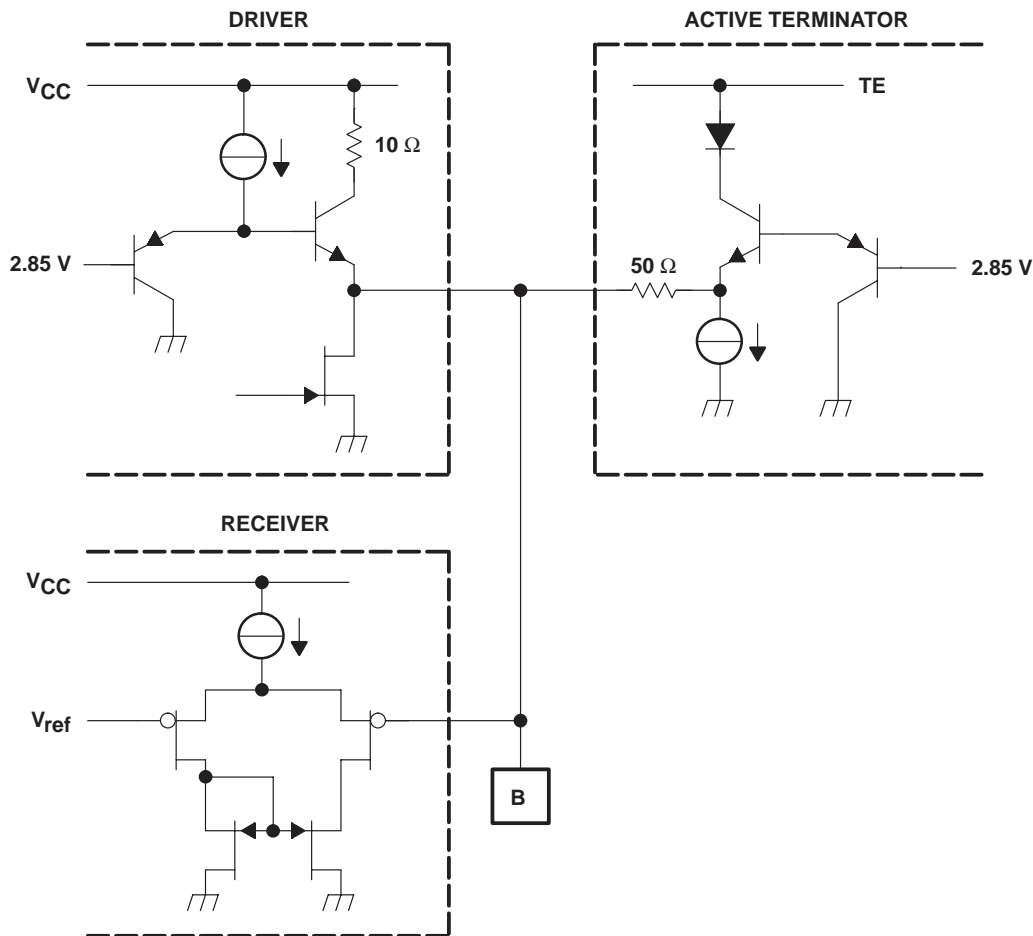 DRIVER
VCC
10 Ω
2.85 V
ACTIVE TERMINATOR
TE
50 Ω
2.85 V
RECEIVER
VCC
Vref
B